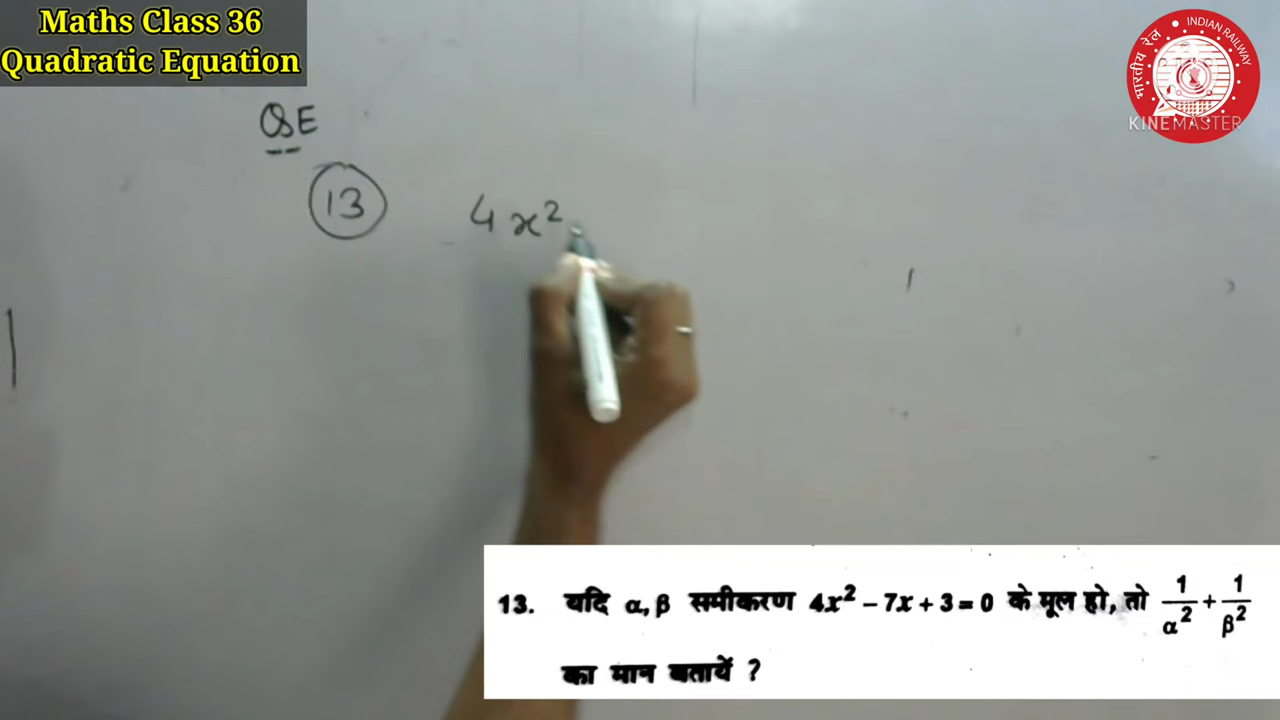 Maths Class 36
Quadratic Equation
भारतीय रेल
INDIAN RAILWAY
KINEMASTER
QE
13
4x²
13. यदि α, β समीकरण 4x² − 7x + 3 = 0 के मूल हो, तो 1/α² + 1/β²
का मान बतायें ?